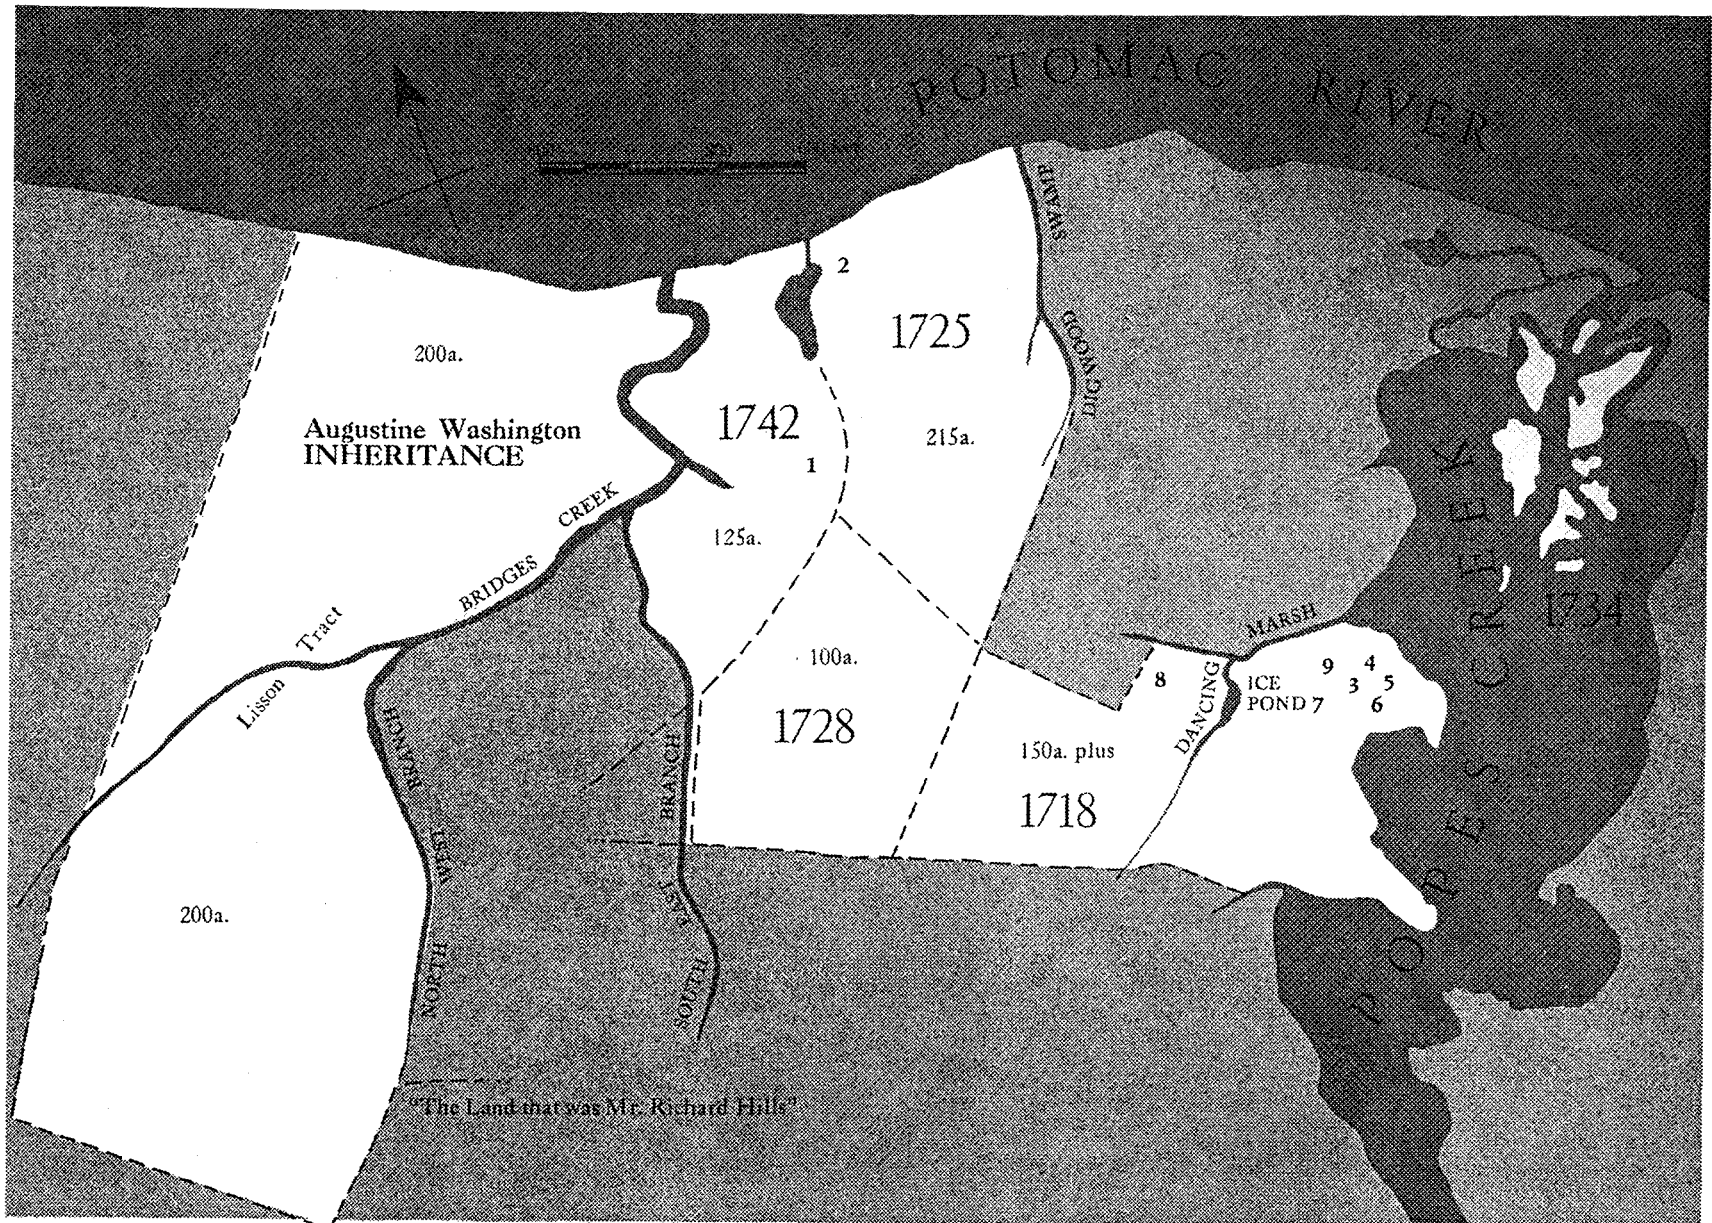 POTOMAC RIVER
SWAMP
DIGWOOD
2
1725
200a.
1742
215a.
Augustine Washington
INHERITANCE
1
CREEK
125a.
BRIDGES
POPES CREEK
1734
Tract
Lisson
MARSH
DANCING
100a.
8
9
4
3
5
ICE
POND 7
6
1728
150a. plus
1718
BRANCH
WEST
NORTH
BRANCH
EAST
SOUTH
200a.
"The Land that was Mr. Richard Hills"